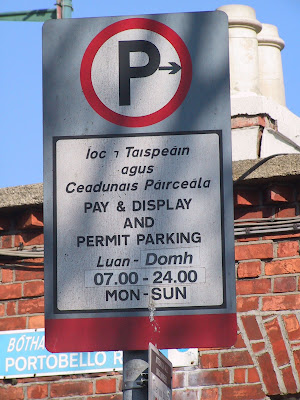 P
Íoc ⁊ Taispeáin
agus
Ceadunais Páirceála
PAY & DISPLAY
AND
PERMIT PARKING
Luan - Domh
07.00 - 24.00
MON-SUN
BÓTHA
PORTOBELLO R